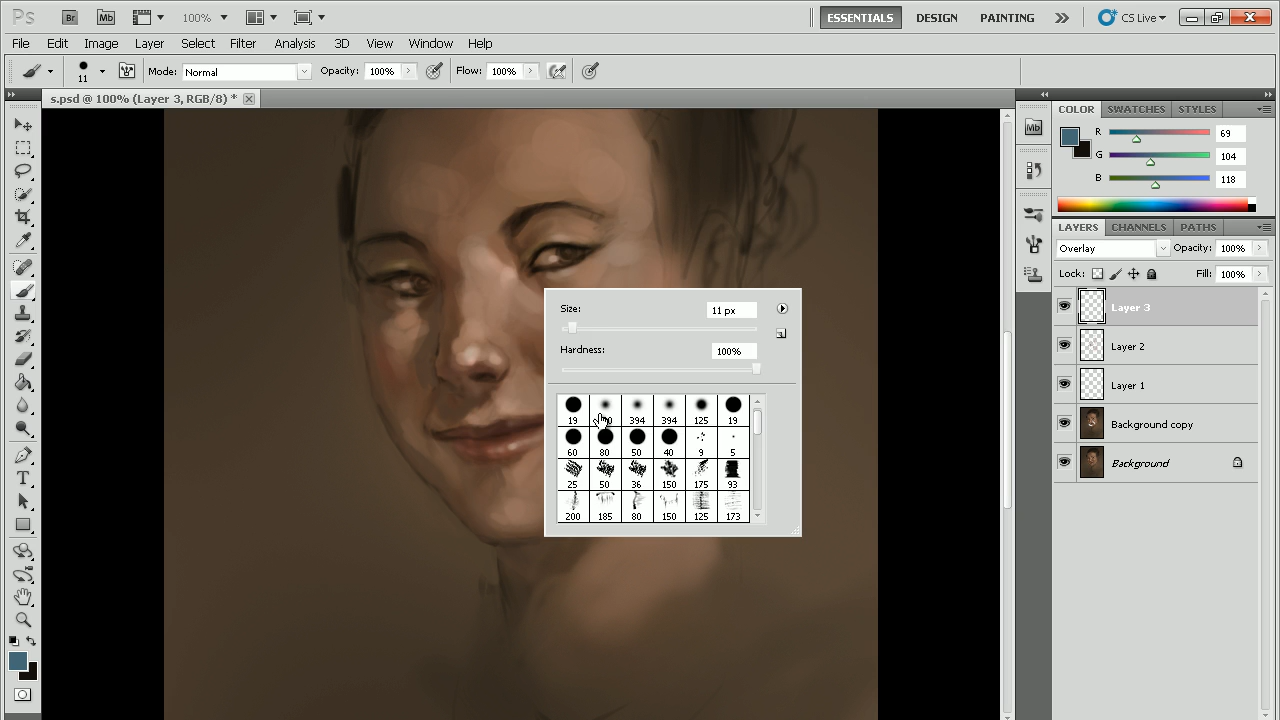 Ps Br Mb 100% ESSENTIALS DESIGN PAINTING CS Live
File Edit Image Layer Select Filter Analysis 3D View Window Help
11 Mode: Normal Opacity: 100% Flow: 100%
s.psd @ 100% (Layer 3, RGB/8) *
COLOR SWATCHES STYLES
Mb
R 69
G 104
B 118
LAYERS CHANNELS PATHS
Overlay Opacity: 100%
Lock: Fill: 100%
Layer 3
Layer 2
Layer 1
Background copy
Background
Size: 11 px
Hardness: 100%
19 394 394 125 19
60 80 50 40 9 5
25 50 36 150 175 93
200 185 80 150 125 173
T